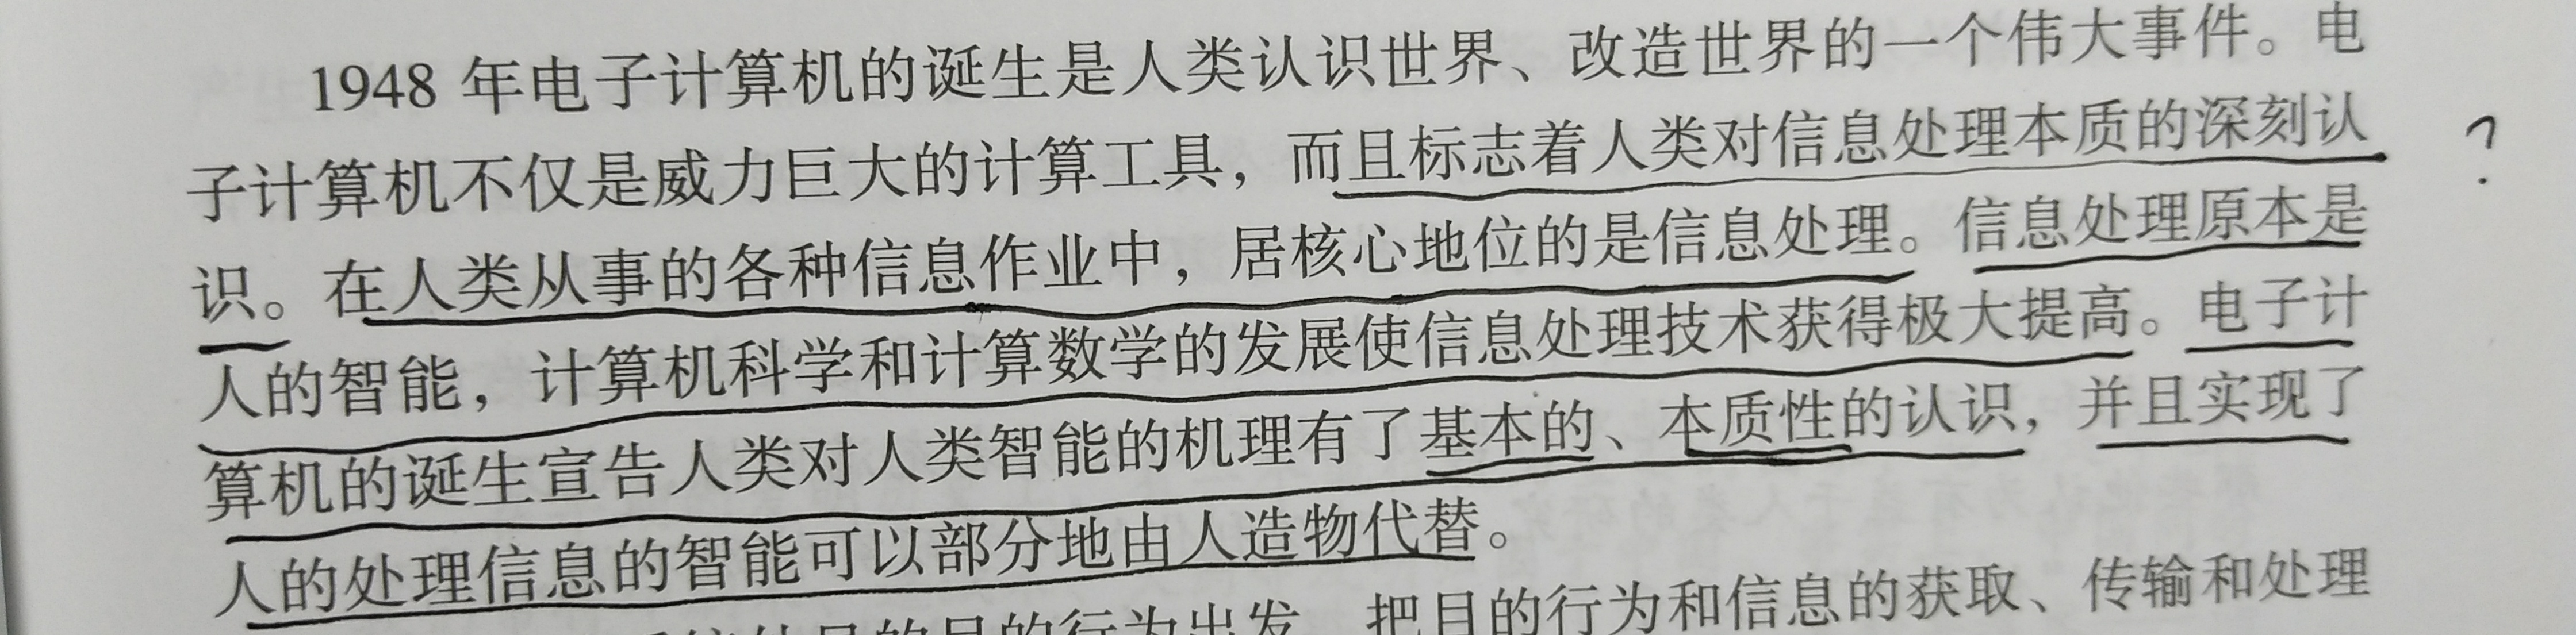 1948 年电子计算机的诞生是人类认识世界、改造世界的一个伟大事件。电
子计算机不仅是威力巨大的计算工具，而且标志着人类对信息处理本质的深刻认
?
识。在人类从事的各种信息作业中，居核心地位的是信息处理。信息处理原本是
人的智能，计算机科学和计算数学的发展使信息处理技术获得极大提高。电子计
算机的诞生宣告人类对人类智能的机理有了基本的、本质性的认识，并且实现了
人的处理信息的智能可以部分地由人造物代替。
目的行为出发，把目的行为和信息的获取、传输和处理